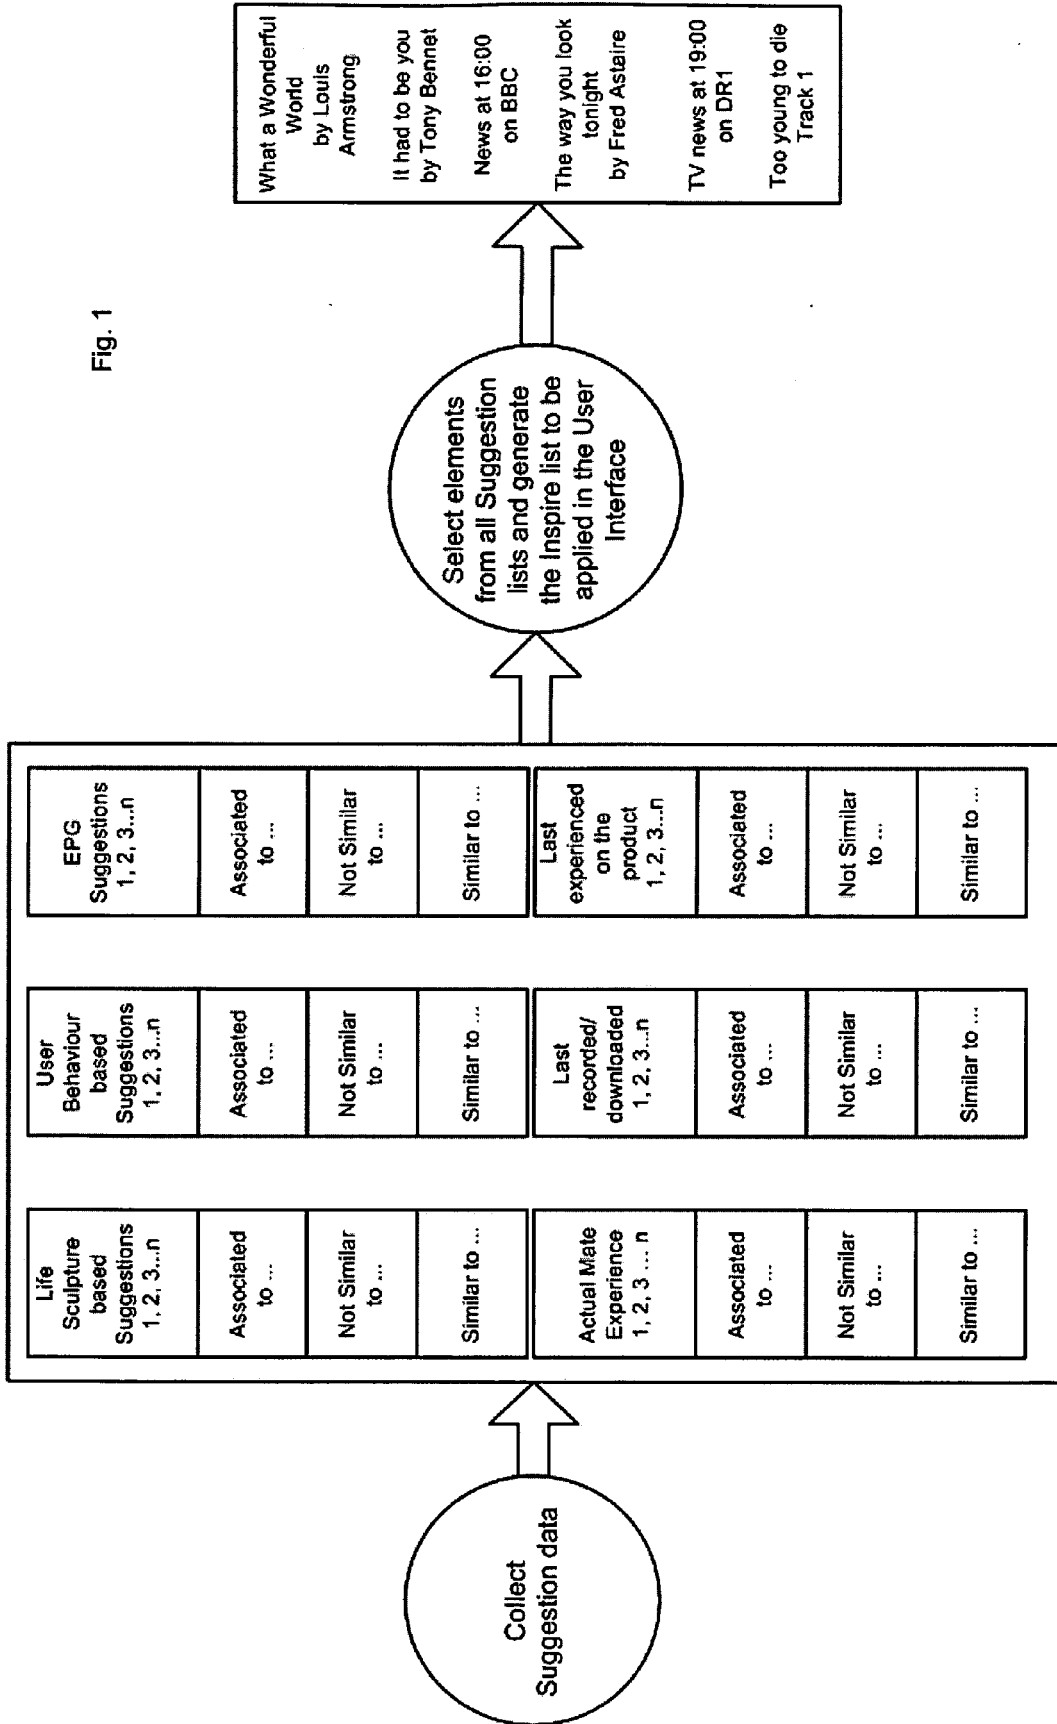 Fig. 1
Collect
Suggestion data
Life
Sculpture
based
Suggestions
1, 2, 3...n
Associated
to ...
Not Similar
to ...
Similar to ...
Actual Mate
Experience
1, 2, 3 ... n
Associated
to ...
Not Similar
to ...
Similar to ...
User
Behaviour
based
Suggestions
1, 2, 3...n
Associated
to ...
Not Similar
to ...
Similar to ...
Last
recorded/
downloaded
1, 2, 3...n
Associated
to ...
Not Similar
to ...
Similar to ...
EPG
Suggestions
1, 2, 3...n
Associated
to ...
Not Similar
to ...
Similar to ...
Last
experienced
on the
product
1, 2, 3...n
Associated
to ...
Not Similar
to ...
Similar to ...
Select elements
from all Suggestion
lists and generate
the Inspire list to be
applied in the User
Interface
What a Wonderful
World
by Louis
Armstrong
It had to be you
by Tony Bennet
News at 16:00
on BBC
The way you look
tonight
by Fred Astaire
TV news at 19:00
on DR1
Too young to die
Track 1